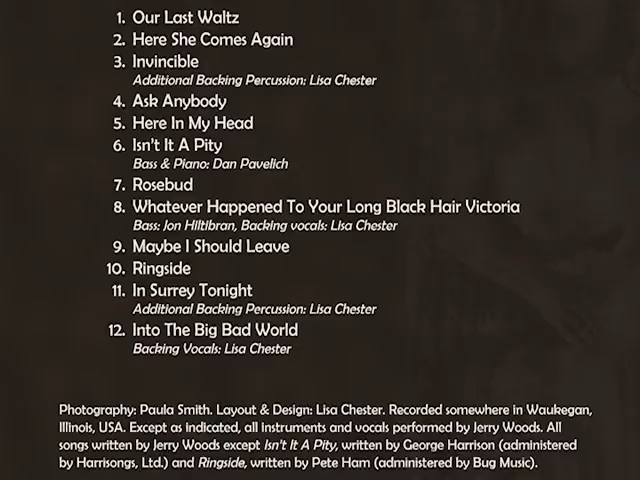 1. Our Last Waltz
2. Here She Comes Again
3. Invincible
Additional Backing Percussion: Lisa Chester
4. Ask Anybody
5. Here In My Head
6. Isn't It A Pity
Bass & Piano: Dan Pavelich
7. Rosebud
8. Whatever Happened To Your Long Black Hair Victoria
Bass: Jon Hiltibran, Backing vocals: Lisa Chester
9. Maybe I Should Leave
10. Ringside
11. In Surrey Tonight
Additional Backing Percussion: Lisa Chester
12. Into The Big Bad World
Backing Vocals: Lisa Chester
Photography: Paula Smith. Layout & Design: Lisa Chester. Recorded somewhere in Waukegan,
Illinois, USA. Except as indicated, all instruments and vocals performed by Jerry Woods. All
songs written by Jerry Woods except Isn't It A Pity, written by George Harrison (administered
by Harrisongs, Ltd.) and Ringside, written by Pete Ham (administered by Bug Music).